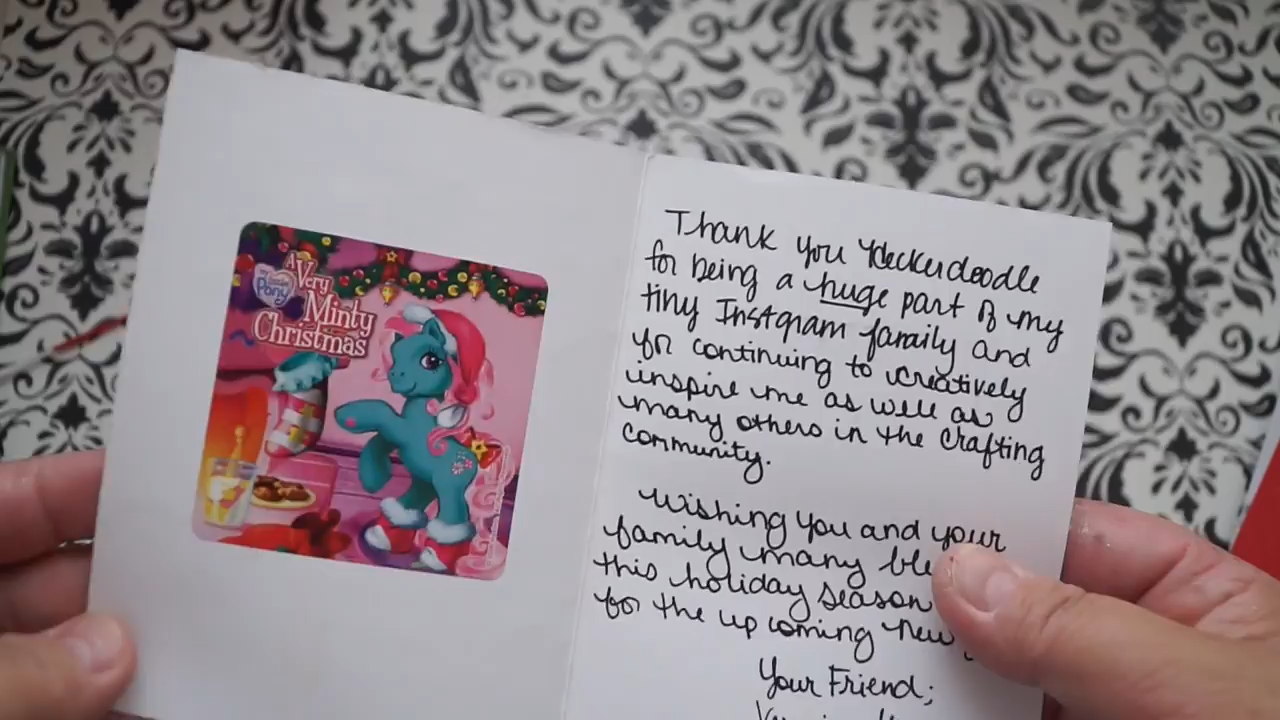 A
Very
Minty
Christmas
my little
Pony
Thank you Yleckerdoodle
for being a huge part of my
tiny Instgram family and
for continuing to creatively
inspire me as well as
many others in the crafting
community.
Wishing you and your
family many
this holiday season
for the upcoming new
Your Friend;